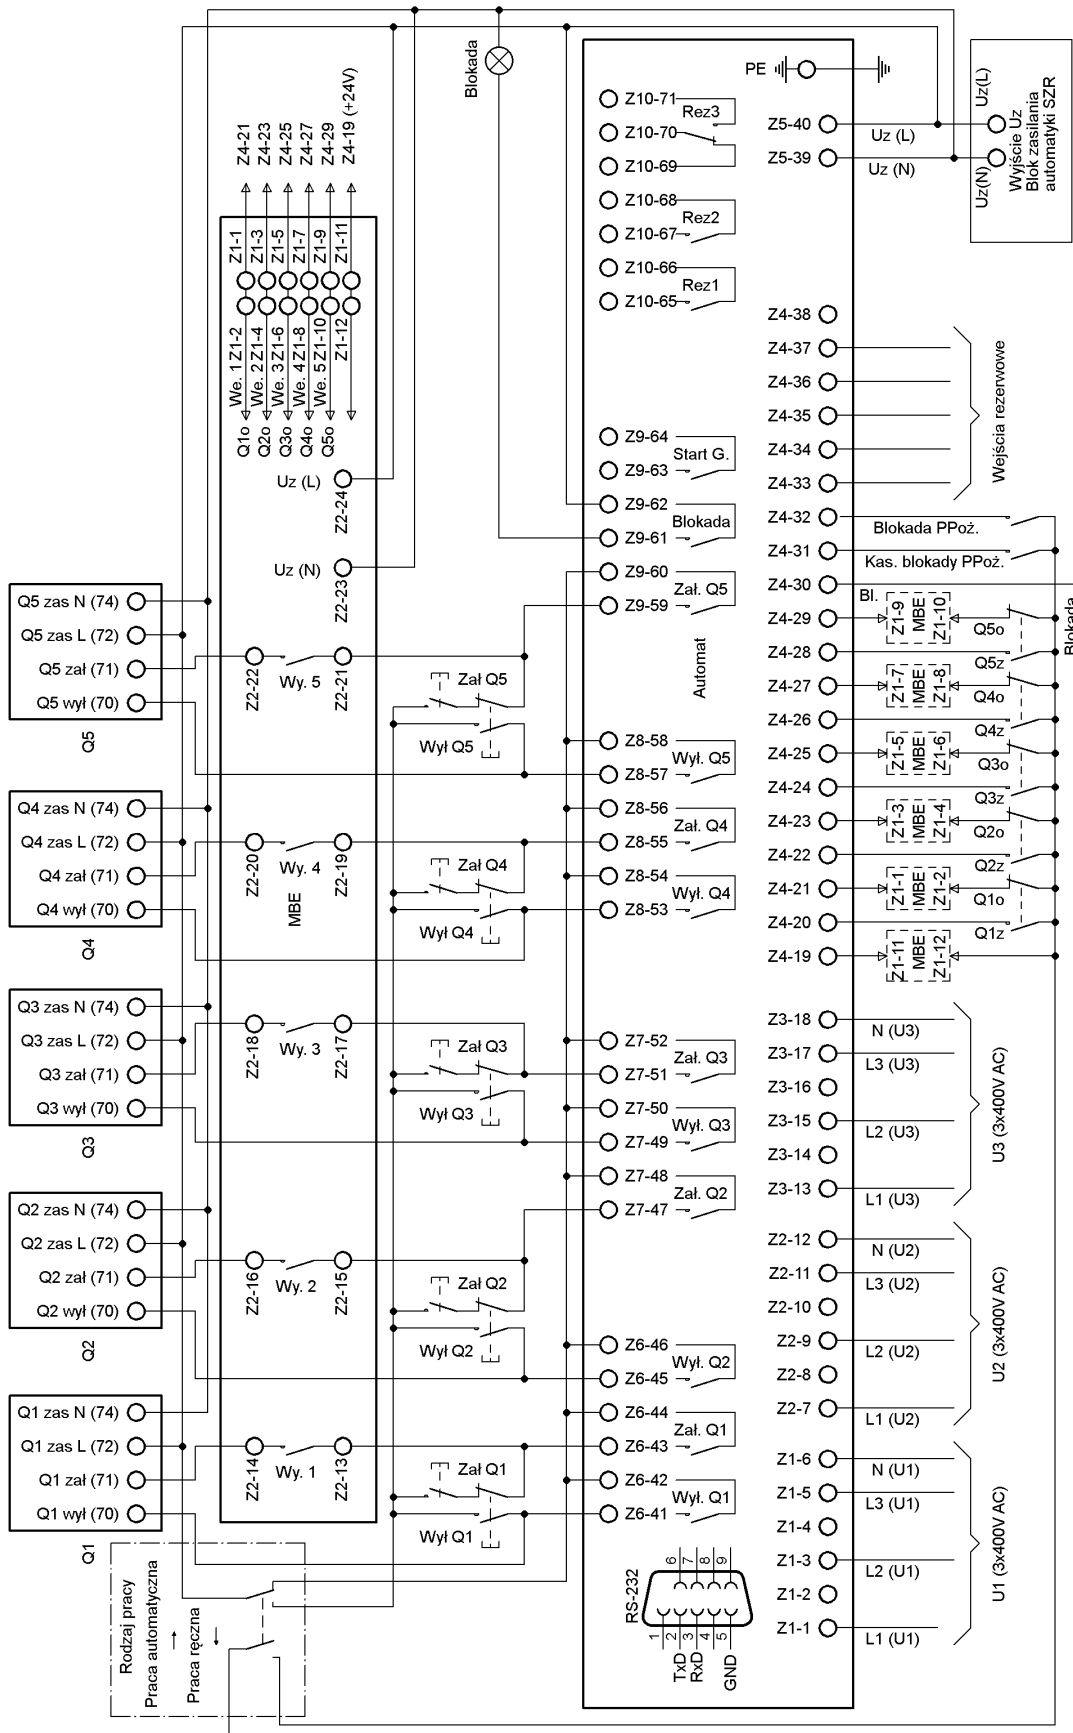 Blokada
PE
Uz(L)
Uz(N)
Wyjście Uz
Blok zasilania
automatyki SZR
Z5-40
Uz (L)
Z5-39
Uz (N)
Z10-71
Rez3
Z10-70
Z10-69
Z10-68
Rez2
Z10-67
Z10-66
Rez1
Z10-65
Z4-21
Z4-23
Z4-25
Z4-27
Z4-29
Z4-19 (+24V)
Z1-1
Z1-3
Z1-5
Z1-7
Z1-9
Z1-11
We. 1 Z1-2
We. 2 Z1-4
We. 3 Z1-6
We. 4 Z1-8
We. 5 Z1-10
Z1-12
Q1o
Q2o
Q3o
Q4o
Q5o
Uz (L)
Z2-24
Uz (N)
Z2-23
Z9-64
Start G.
Z9-63
Z9-62
Blokada
Z9-61
Z9-60
Zał. Q5
Z9-59
Automat
Z8-58
Wył. Q5
Z8-57
Z8-56
Zał. Q4
Z8-55
Z8-54
Wył. Q4
Z8-53
Z7-52
Zał. Q3
Z7-51
Z7-50
Wył. Q3
Z7-49
Z7-48
Zał. Q2
Z7-47
Z6-46
Wył. Q2
Z6-45
Z6-44
Zał. Q1
Z6-43
Z6-42
Wył. Q1
Z6-41
Z4-38
Z4-37
Z4-36
Z4-35
Z4-34
Z4-33
Wejścia rezerwowe
Z4-32
Blokada PPoż.
Z4-31
Kas. blokady PPoż.
Z4-30
Bl.
Blokada
Z4-29
Z1-9
MBE
Z1-10
Q5o
Z4-28
Q5z
Z4-27
Z1-7
MBE
Z1-8
Q4o
Z4-26
Q4z
Z4-25
Z1-5
MBE
Z1-6
Q3o
Z4-24
Q3z
Z4-23
Z1-3
MBE
Z1-4
Q2o
Z4-22
Q2z
Z4-21
Z1-1
MBE
Z1-2
Q1o
Z4-20
Q1z
Z4-19
Z1-11
MBE
Z1-12
Z3-18
N (U3)
Z3-17
L3 (U3)
Z3-16
Z3-15
L2 (U3)
Z3-14
Z3-13
L1 (U3)
U3 (3x400V AC)
Z2-12
N (U2)
Z2-11
L3 (U2)
Z2-10
Z2-9
L2 (U2)
Z2-8
Z2-7
L1 (U2)
U2 (3x400V AC)
Z1-6
N (U1)
Z1-5
L3 (U1)
Z1-4
Z1-3
L2 (U1)
Z1-2
Z1-1
L1 (U1)
U1 (3x400V AC)
Q5 zas N (74)
Q5 zas L (72)
Q5 zał (71)
Q5 wył (70)
Q5
Z2-22
Wy. 5
Z2-21
Zał Q5
Wył Q5
Q4 zas N (74)
Q4 zas L (72)
Q4 zał (71)
Q4 wył (70)
Q4
Z2-20
Wy. 4
Z2-19
MBE
Zał Q4
Wył Q4
Q3 zas N (74)
Q3 zas L (72)
Q3 zał (71)
Q3 wył (70)
Q3
Z2-18
Wy. 3
Z2-17
Zał Q3
Wył Q3
Q2 zas N (74)
Q2 zas L (72)
Q2 zał (71)
Q2 wył (70)
Q2
Z2-16
Wy. 2
Z2-15
Zał Q2
Wył Q2
Q1 zas N (74)
Q1 zas L (72)
Q1 zał (71)
Q1 wył (70)
Q1
Z2-14
Wy. 1
Z2-13
Zał Q1
Wył Q1
Rodzaj pracy
Praca automatyczna
Praca ręczna
RS-232
6
7
8
9
1
2
3
4
5
TxD
RxD
GND